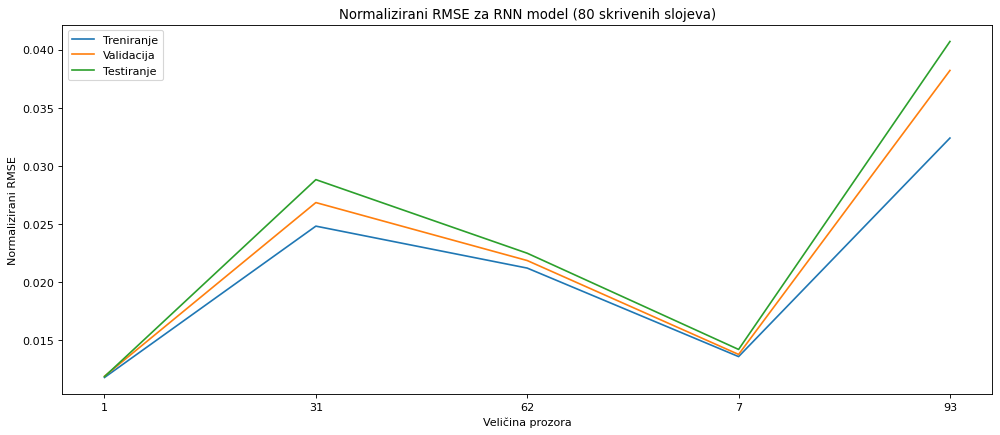 Normalizirani RMSE za RNN model (80 skrivenih slojeva)
Treniranje
Validacija
Testiranje
Normalizirani RMSE
0.040
0.035
0.030
0.025
0.020
0.015
1 31 62 7 93
Veličina prozora